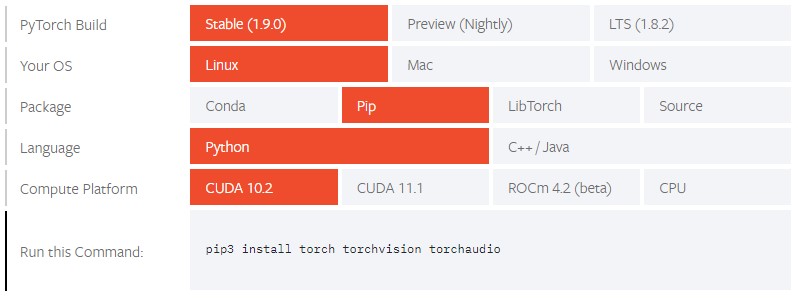 PyTorch Build Stable (1.9.0) Preview (Nightly) LTS (1.8.2)
Your OS Linux Mac Windows
Package Conda Pip LibTorch Source
Language Python C++ / Java
Compute Platform CUDA 10.2 CUDA 11.1 ROCm 4.2 (beta) CPU
Run this Command: pip3 install torch torchvision torchaudio